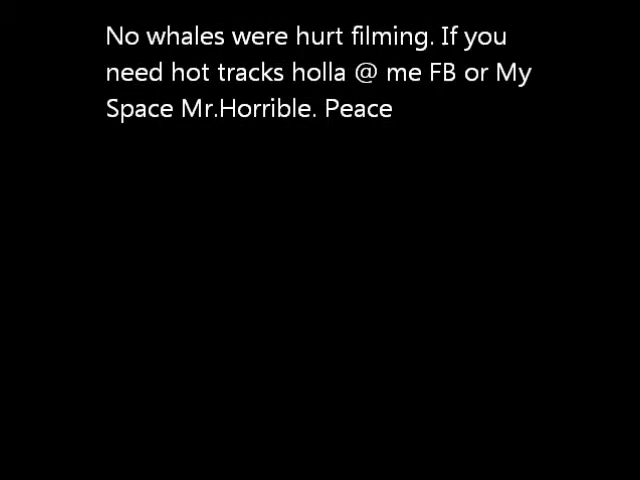 No whales were hurt filming. If you
need hot tracks holla @ me FB or My
Space Mr.Horrible. Peace